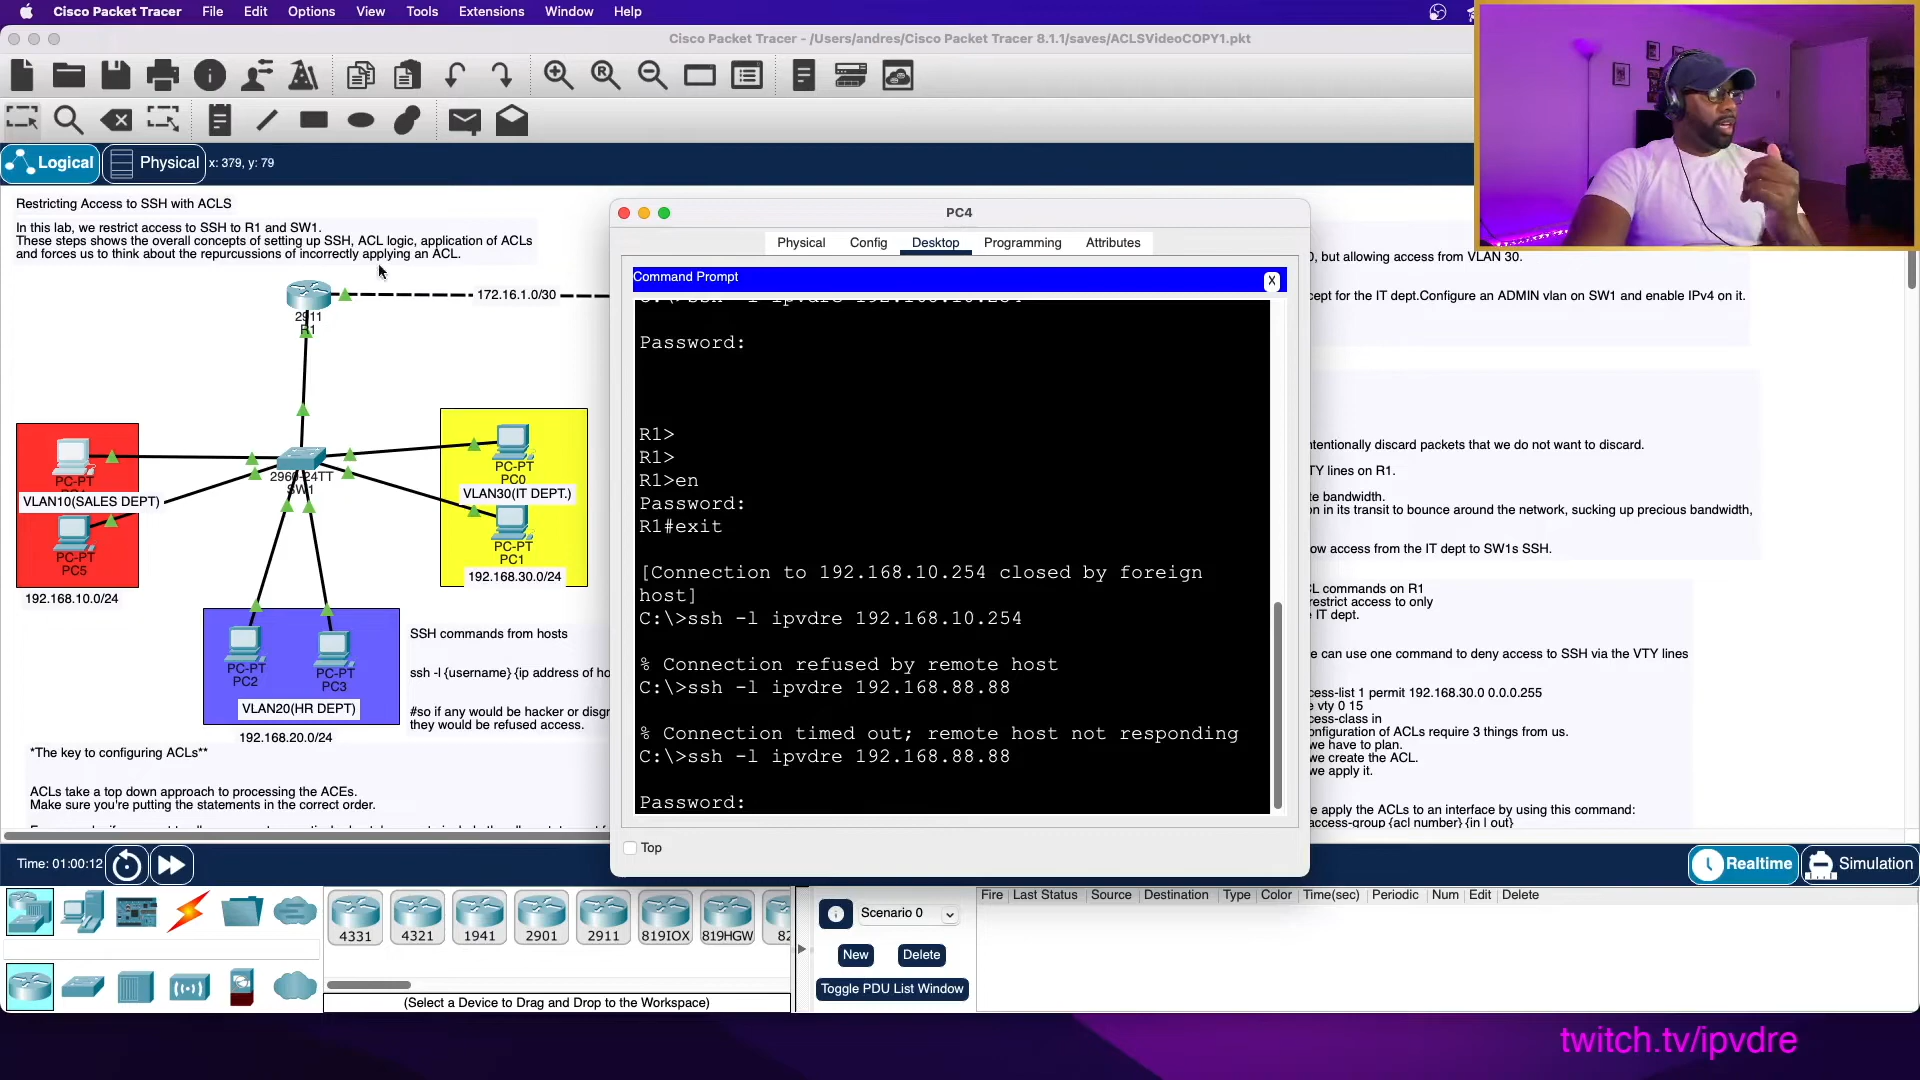 Cisco Packet Tracer File Edit Options View Tools Extensions Window Help
Cisco Packet Tracer - /Users/andres/Cisco Packet Tracer 8.1.1/saves/ACLSVideoCOPY1.pkt
Logical Physical x: 379, y: 79
Restricting Access to SSH with ACLS
In this lab, we restrict access to SSH to R1 and SW1.
These steps shows the overall concepts of setting up SSH, ACL logic, application of ACLs
and forces us to think about the repurcussions of incorrectly applying an ACL.
172.16.1.0/30
2911
R1
2960-24TT
SW1
PC-PT
VLAN10(SALES DEPT)
PC-PT
PC5
192.168.10.0/24
PC-PT
PC0
VLAN30(IT DEPT.)
PC-PT
PC1
192.168.30.0/24
PC-PT
PC2
PC-PT
PC3
VLAN20(HR DEPT)
192.168.20.0/24
SSH commands from hosts
ssh -l {username} {ip address of ho
#so if any would be hacker or disgr
they would be refused access.
*The key to configuring ACLs**
ACLs take a top down approach to processing the ACEs.
Make sure you're putting the statements in the correct order.
PC4
Physical Config Desktop Programming Attributes
Command Prompt X
Password:
R1>
R1>
R1>en
Password:
R1#exit
[Connection to 192.168.10.254 closed by foreign
host]
C:\>ssh -l ipvdre 192.168.10.254
% Connection refused by remote host
C:\>ssh -l ipvdre 192.168.88.88
% Connection timed out; remote host not responding
C:\>ssh -l ipvdre 192.168.88.88
Password:
Top
0, but allowing access from VLAN 30.
cept for the IT dept.Configure an ADMIN vlan on SW1 and enable IPv4 on it.
ntentionally discard packets that we do not want to discard.
TY lines on R1.
te bandwidth.
on in its transit to bounce around the network, sucking up precious bandwidth,
ow access from the IT dept to SW1s SSH.
CL commands on R1
restrict access to only
IT dept.
e can use one command to deny access to SSH via the VTY lines
cess-list 1 permit 192.168.30.0 0.0.0.255
e vty 0 15
cess-class in
onfiguration of ACLs require 3 things from us.
we have to plan.
we create the ACL.
we apply it.
e apply the ACLs to an interface by using this command:
access-group {acl number} {in | out}
Time: 01:00:12
Realtime Simulation
4331 4321 1941 2901 2911 819IOX 819HGW 82
(Select a Device to Drag and Drop to the Workspace)
Scenario 0
New Delete
Toggle PDU List Window
Fire Last Status Source Destination Type Color Time(sec) Periodic Num Edit Delete
twitch.tv/ipvdre